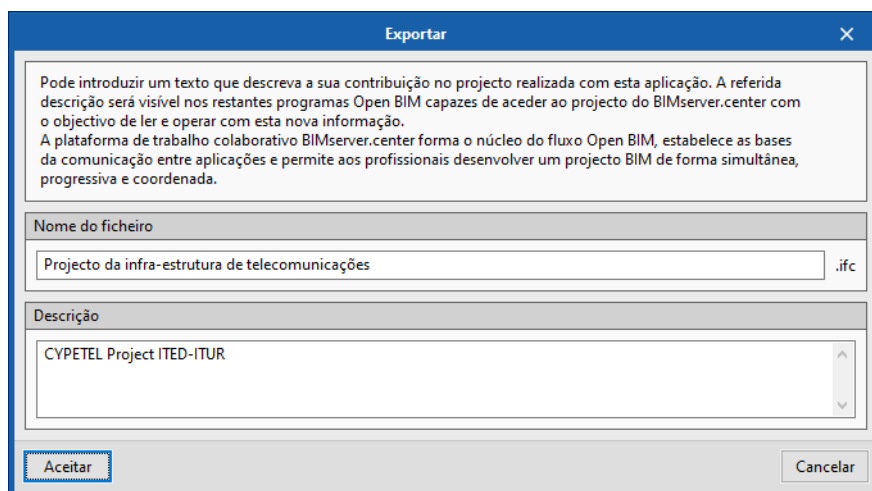 Exportar
Pode introduzir um texto que descreva a sua contribuição no projecto realizada com esta aplicação. A referida
descrição será visível nos restantes programas Open BIM capazes de aceder ao projecto do BIMserver.center com
o objectivo de ler e operar com esta nova informação.
A plataforma de trabalho colaborativo BIMserver.center forma o núcleo do fluxo Open BIM, estabelece as bases
da comunicação entre aplicações e permite aos profissionais desenvolver um projecto BIM de forma simultânea,
progressiva e coordenada.
Nome do ficheiro
Projecto da infra-estrutura de telecomunicações .ifc
Descrição
CYPETEL Project ITED-ITUR
Aceitar Cancelar